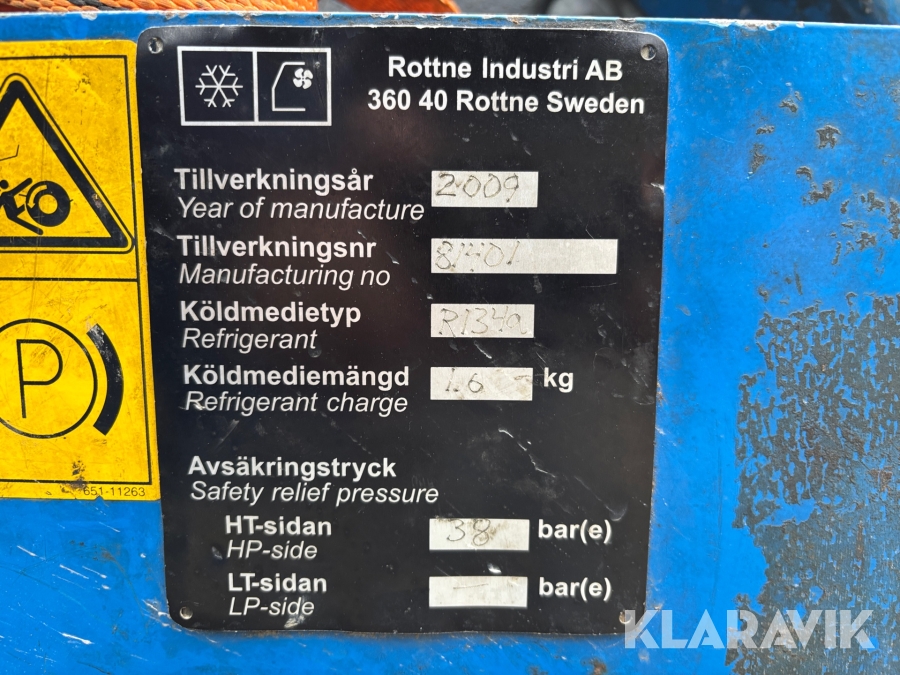 Rottne Industri AB
360 40 Rottne Sweden
Tillverkningsår 2009
Year of manufacture
Tillverkningsnr
Manufacturing no
Köldmedietyp R134a
Refrigerant
Köldmediemängd 1.6 kg
Refrigerant charge
Avsäkringstryck
Safety relief pressure
HT-sidan 38 bar(e)
HP-side
LT-sidan – bar(e)
LP-side
P
651-11263
KLARAVIK